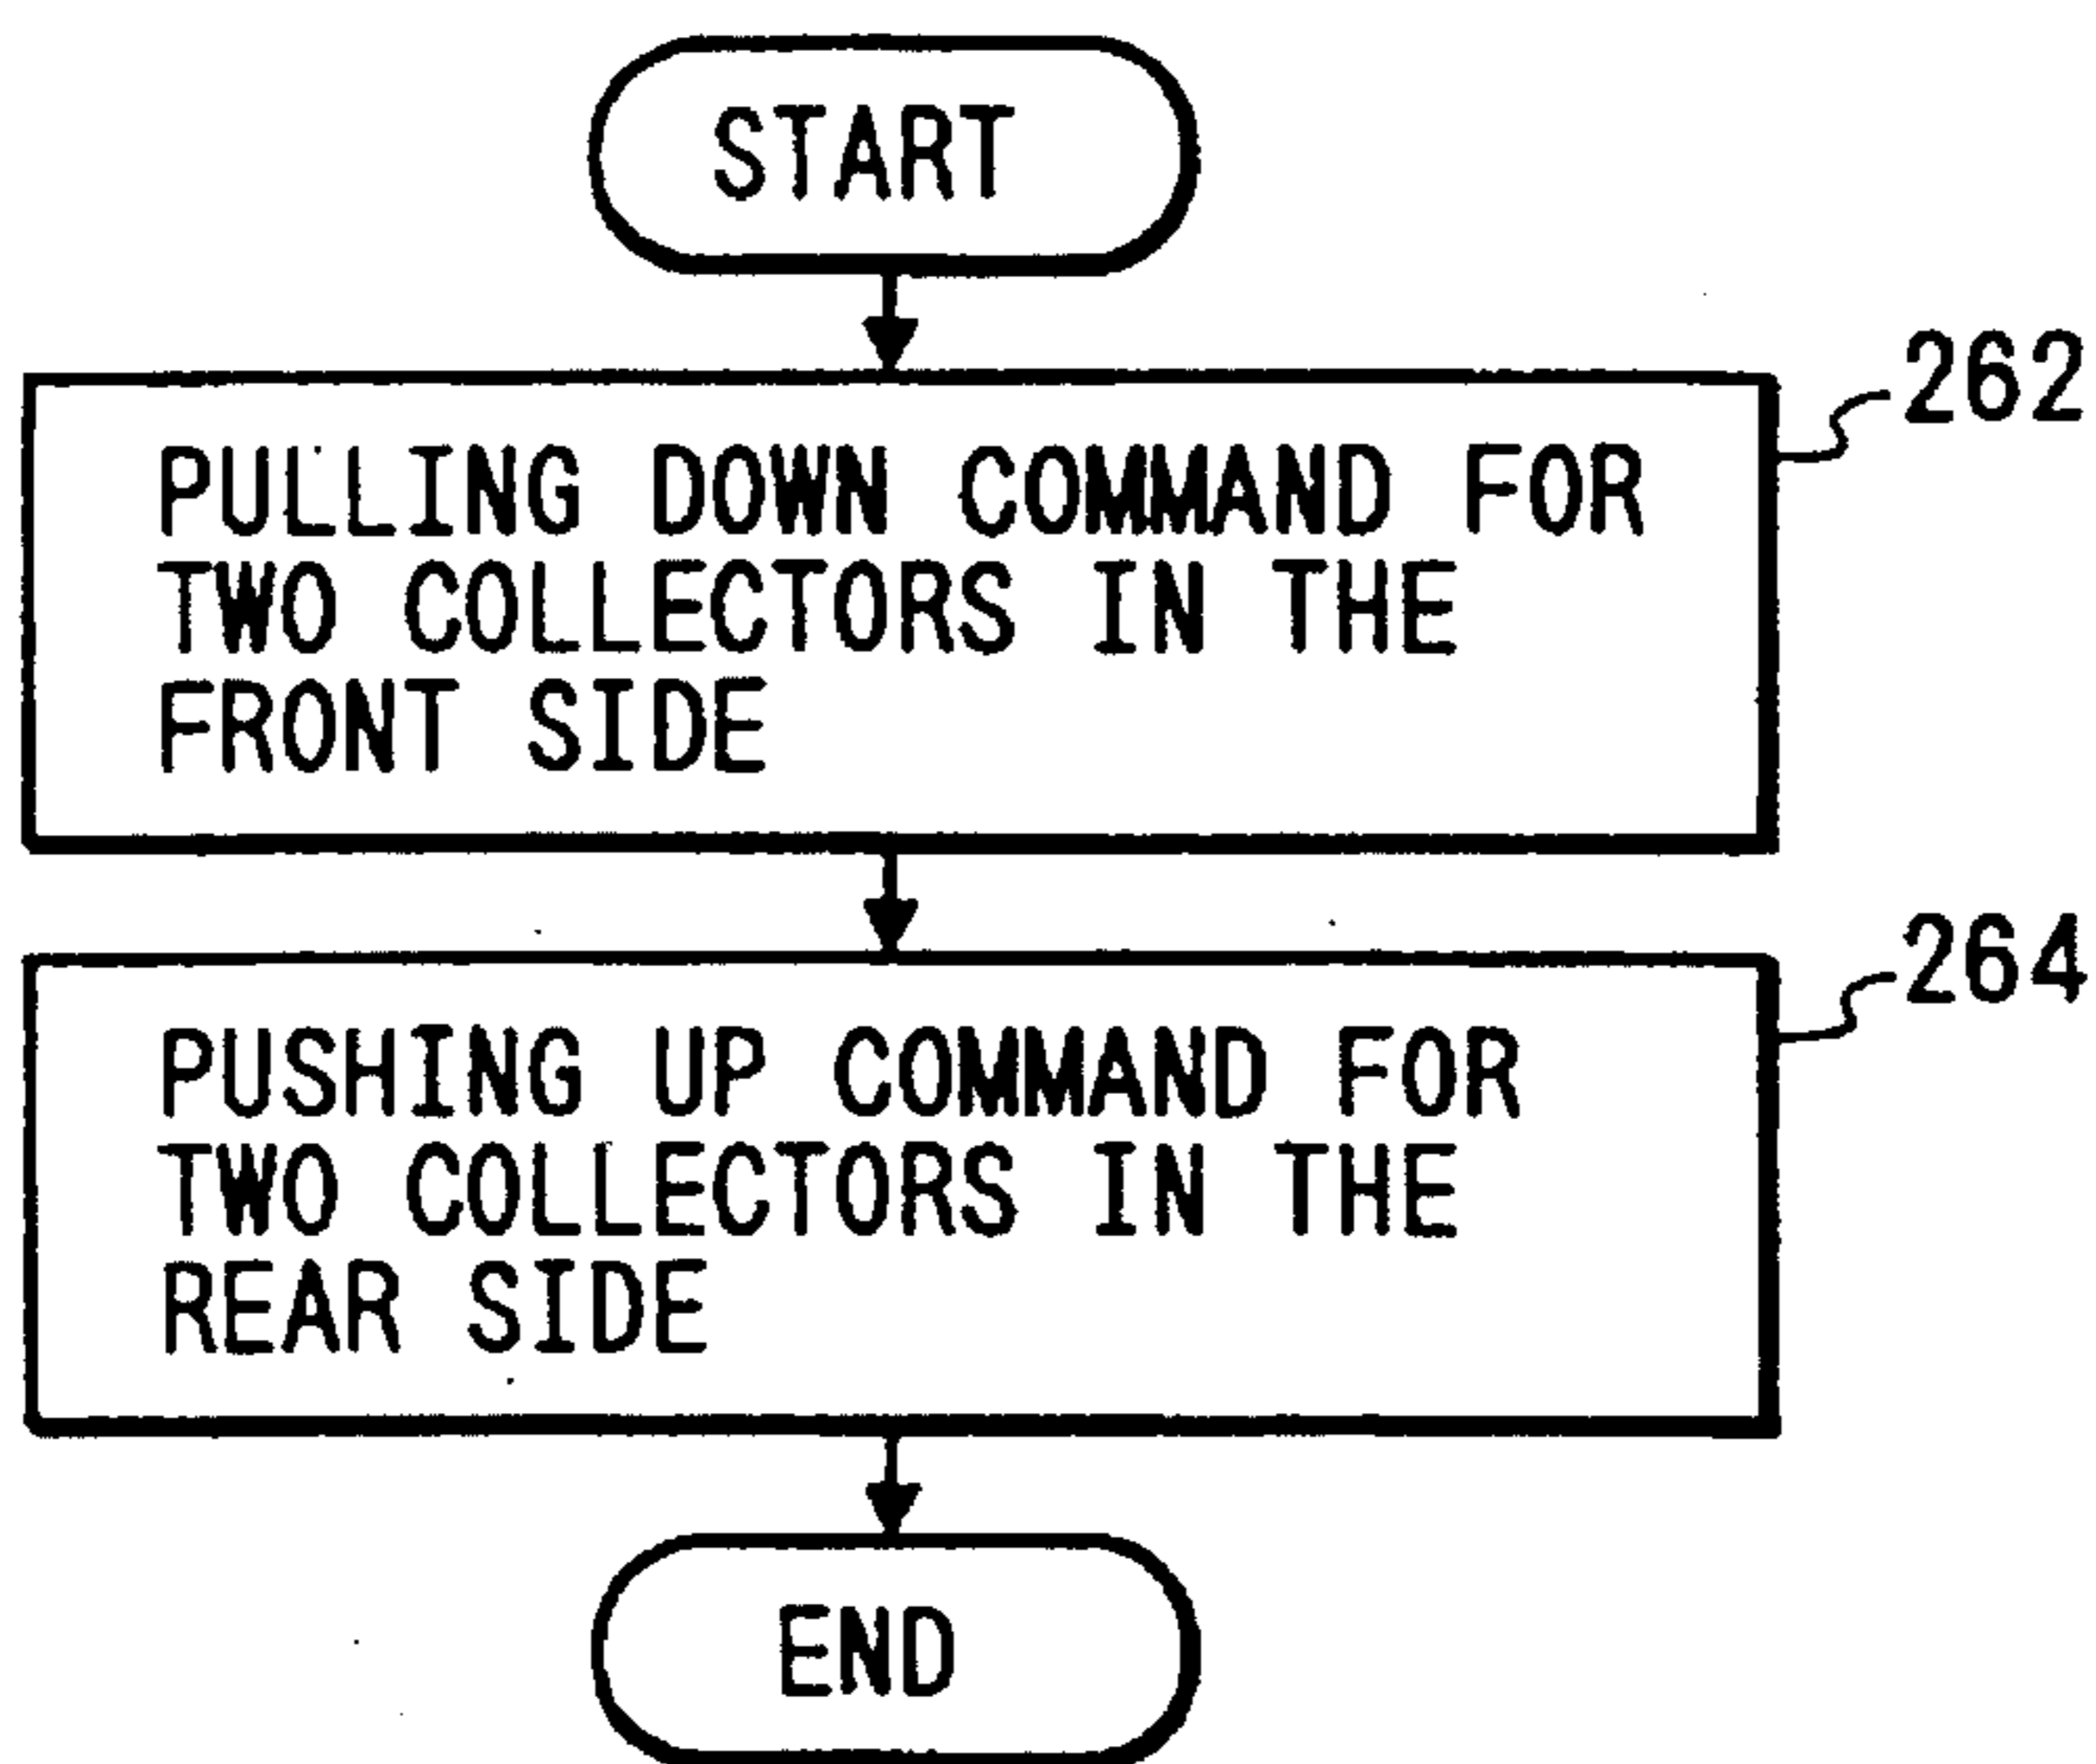 START
262
PULLING DOWN COMMAND FOR
TWO COLLECTORS IN THE
FRONT SIDE
264
PUSHING UP COMMAND FOR
TWO COLLECTORS IN THE
REAR SIDE
END